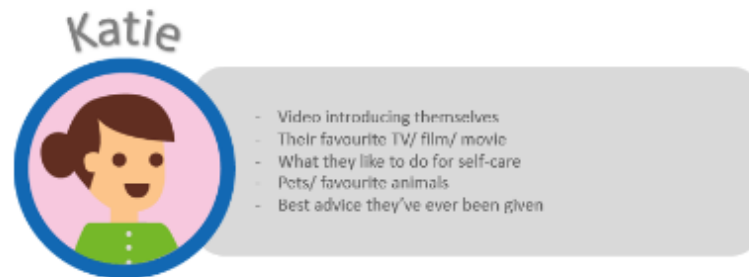 Katie
- Video introducing themselves
- Their favourite TV/ film/ movie
- What they like to do for self-care
- Pets/ favourite animals
- Best advice they've ever been given